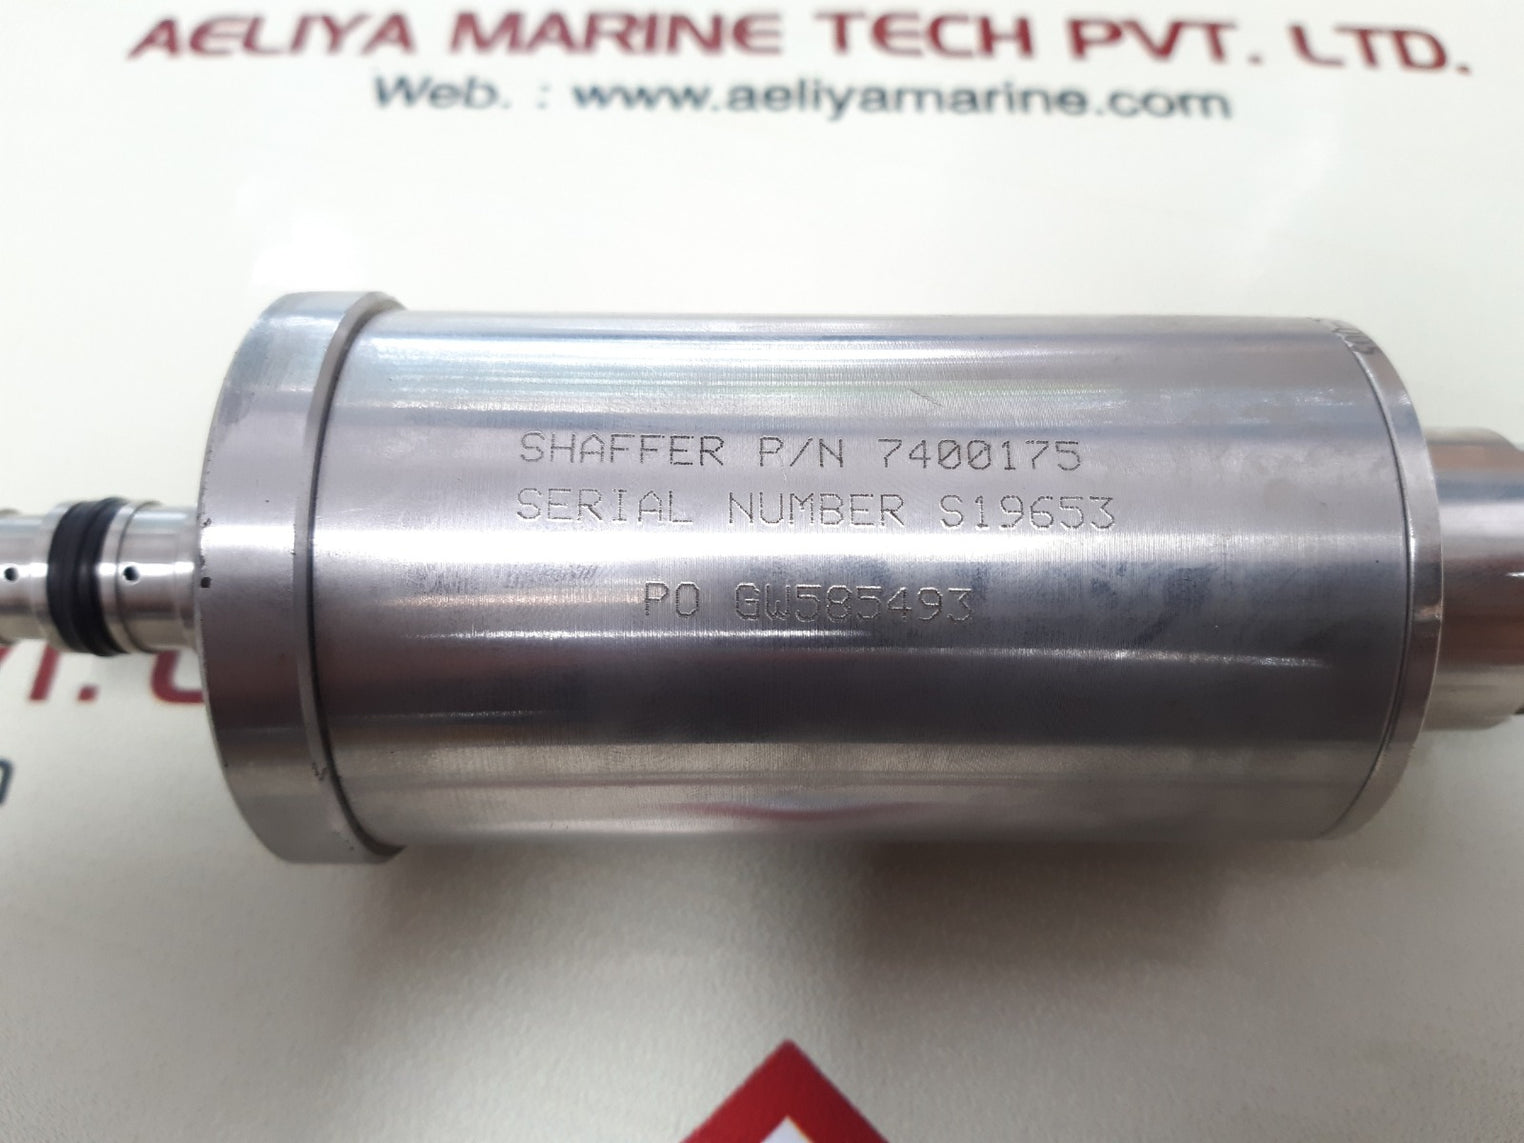 AELIYA MARINE TECH PVT. LTD.
Web. : www.aeliyamarine.com
SHAFFER P/N 7400175
SERIAL NUMBER S19653
PO GW585493